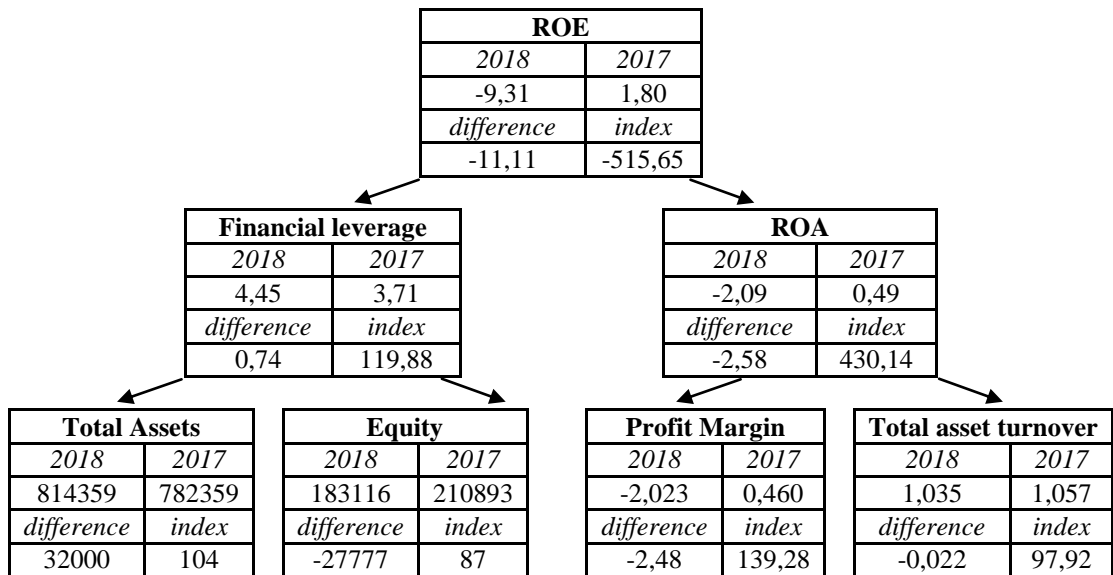 ROE
2018 2017
-9,31 1,80
difference index
-11,11 -515,65
Financial leverage
2018 2017
4,45 3,71
difference index
0,74 119,88
ROA
2018 2017
-2,09 0,49
difference index
-2,58 430,14
Total Assets
2018 2017
814359 782359
difference index
32000 104
Equity
2018 2017
183116 210893
difference index
-27777 87
Profit Margin
2018 2017
-2,023 0,460
difference index
-2,48 139,28
Total asset turnover
2018 2017
1,035 1,057
difference index
-0,022 97,92